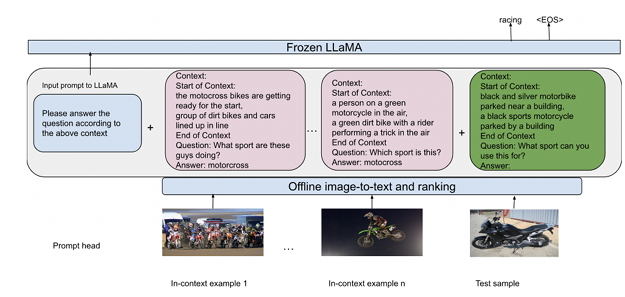 racing <EOS>
Frozen LLaMA
Input prompt to LLaMA
Please answer the
question according to
the above context
+
Context:
Start of Context:
the motocross bikes are getting
ready for the start,
group of dirt bikes and cars
lined up in line
End of Context
Question: What sport are these
guys doing?
Answer: motorcross
...
Context:
Start of Context:
a person on a green
motorcycle in the air,
a green dirt bike with a rider
performing a trick in the air
End of Context
Question: Which sport is this?
Answer: motocross
+
Context:
Start of Context:
black and silver motorbike
parked near a building,
a black sports motorcycle
parked by a building
End of Context
Question: What sport can you
use this for?
Answer:
Offline image-to-text and ranking
Prompt head
...
In-context example 1
In-context example n
Test sample